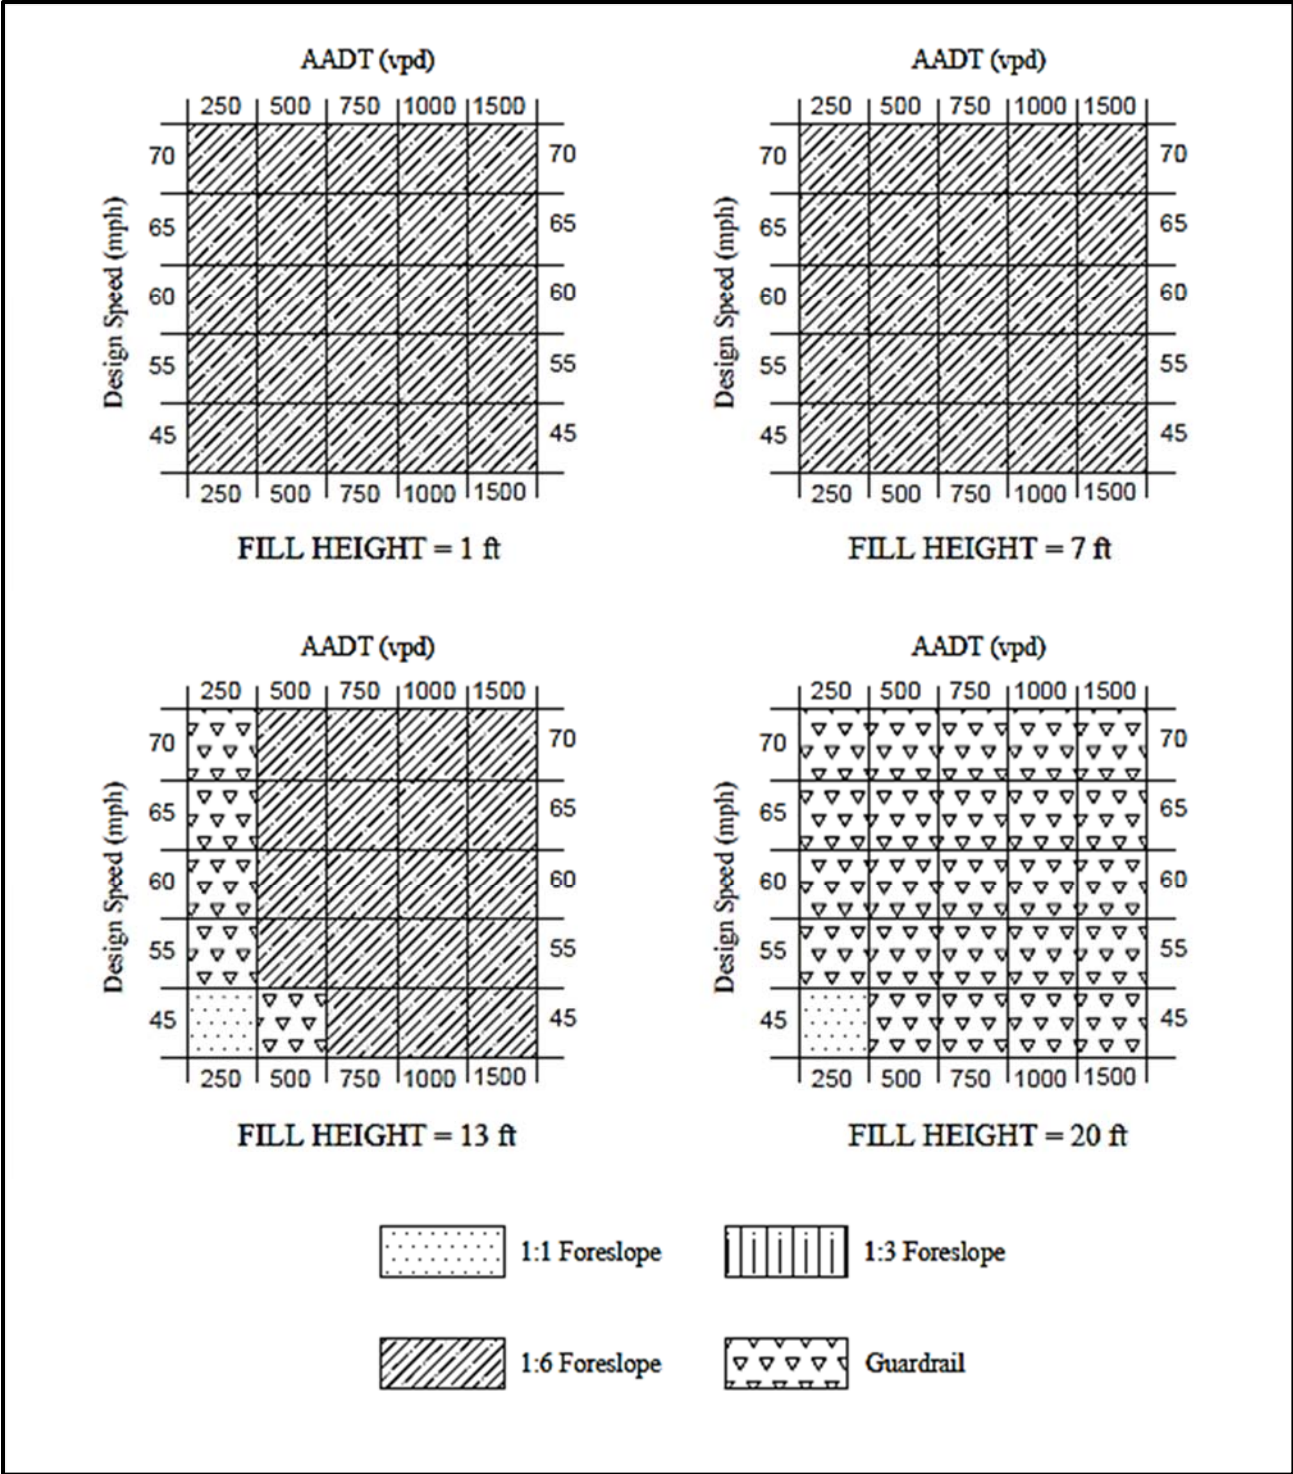 AADT (vpd)
250 500 750 1000 1500
70 70
65 65
60 60
55 55
45 45
Design Speed (mph)
250 500 750 1000 1500
FILL HEIGHT = 1 ft
AADT (vpd)
250 500 750 1000 1500
70 70
65 65
60 60
55 55
45 45
Design Speed (mph)
250 500 750 1000 1500
FILL HEIGHT = 7 ft
AADT (vpd)
250 500 750 1000 1500
70 70
65 65
60 60
55 55
45 45
Design Speed (mph)
250 500 750 1000 1500
FILL HEIGHT = 13 ft
AADT (vpd)
250 500 750 1000 1500
70 70
65 65
60 60
55 55
45 45
Design Speed (mph)
250 500 750 1000 1500
FILL HEIGHT = 20 ft
1:1 Foreslope
1:3 Foreslope
1:6 Foreslope
Guardrail